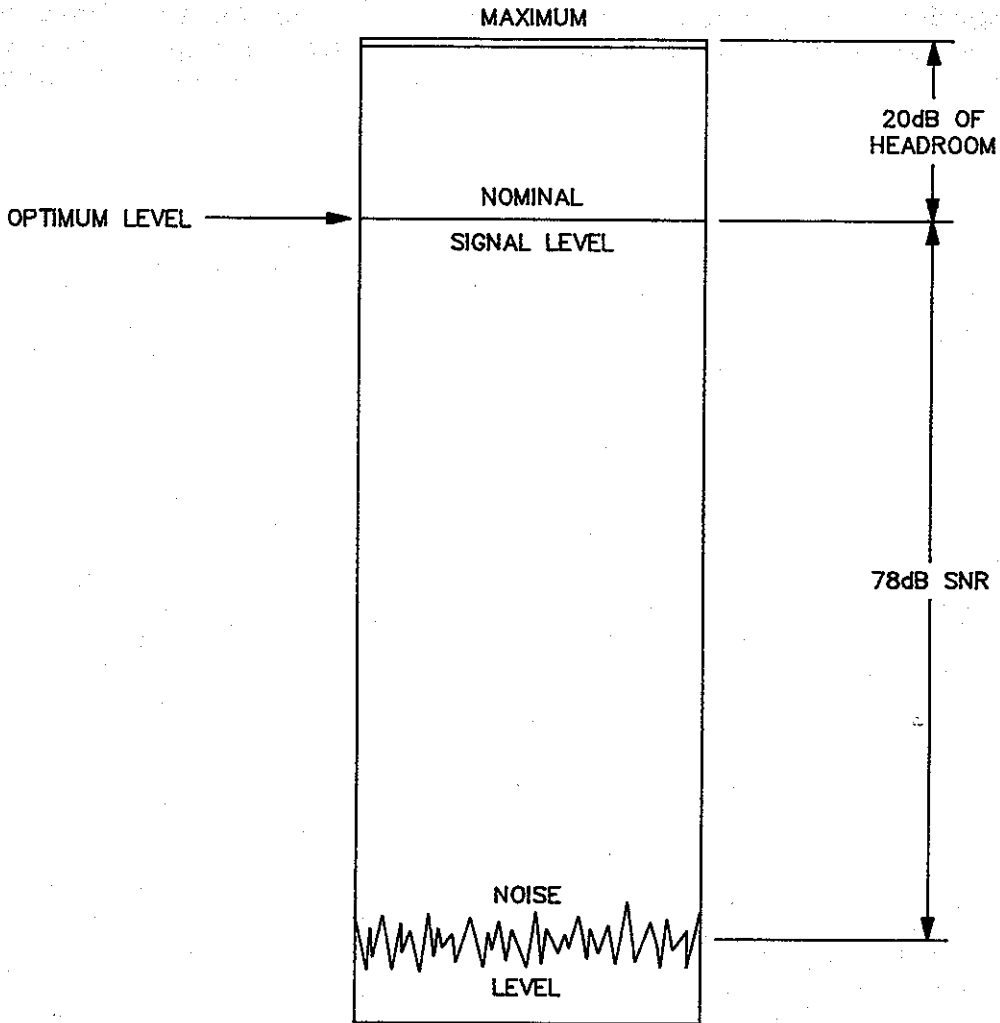 MAXIMUM
20dB OF
HEADROOM
OPTIMUM LEVEL
NOMINAL
SIGNAL LEVEL
78dB SNR
NOISE
LEVEL